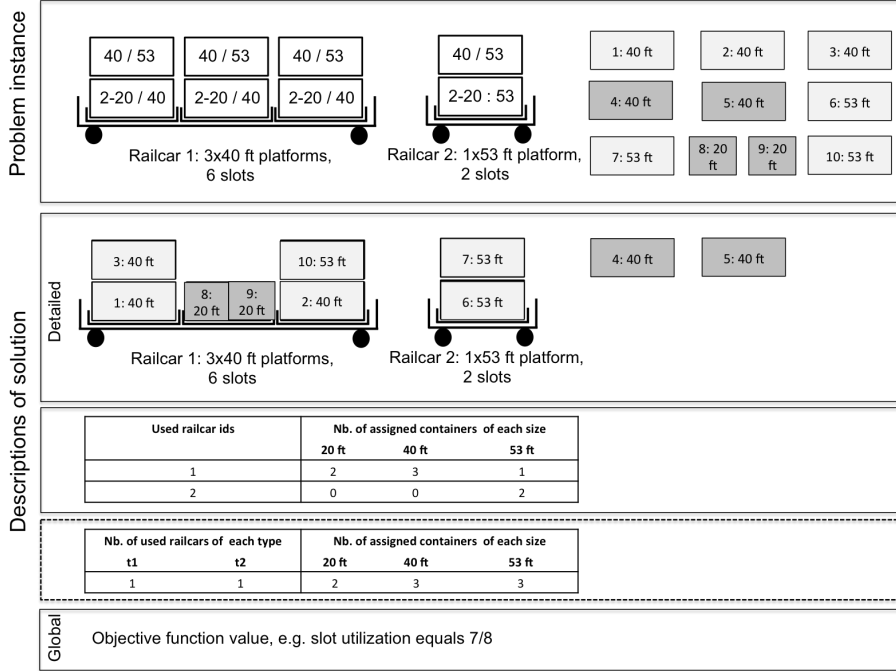 Problem instance
40 / 53
40 / 53
40 / 53
2-20 / 40
2-20 / 40
2-20 / 40
Railcar 1: 3x40 ft platforms,
6 slots
40 / 53
2-20 : 53
Railcar 2: 1x53 ft platform,
2 slots
1: 40 ft
2: 40 ft
3: 40 ft
4: 40 ft
5: 40 ft
6: 53 ft
7: 53 ft
8: 20
ft
9: 20
ft
10: 53 ft
Descriptions of solution
Detailed
3: 40 ft
10: 53 ft
1: 40 ft
8:
20 ft
9:
20 ft
2: 40 ft
Railcar 1: 3x40 ft platforms,
6 slots
7: 53 ft
6: 53 ft
Railcar 2: 1x53 ft platform,
2 slots
4: 40 ft
5: 40 ft
Used railcar ids Nb. of assigned containers of each size
20 ft 40 ft 53 ft
1 2 3 1
2 0 0 2
Nb. of used railcars of each type Nb. of assigned containers of each size
t1 t2 20 ft 40 ft 53 ft
1 1 2 3 3
Global
Objective function value, e.g. slot utilization equals 7/8